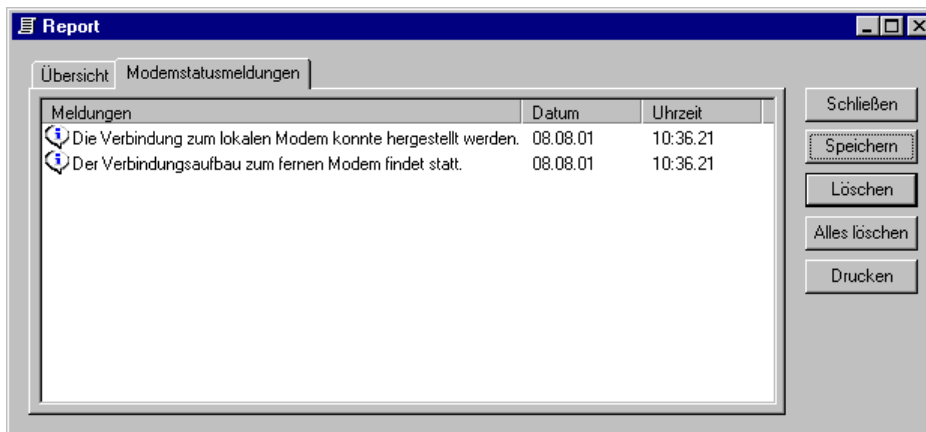 Report
Übersicht Modemstatusmeldungen
Meldungen Datum Uhrzeit
Die Verbindung zum lokalen Modem konnte hergestellt werden. 08.08.01 10:36.21
Der Verbindungsaufbau zum fernen Modem findet statt. 08.08.01 10:36.21
Schließen
Speichern
Löschen
Alles löschen
Drucken